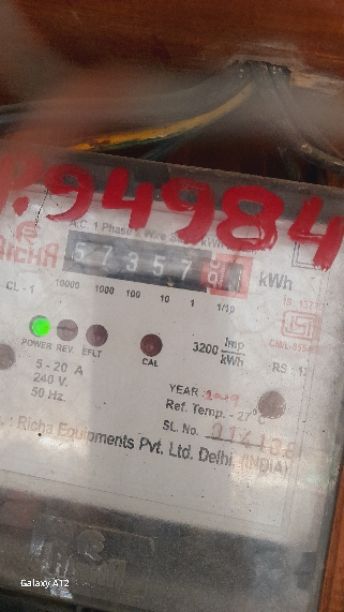 94984
A.C. 1 Phase 2 Wire
RICHA
57357
kWh
CL - 1
10000 1000 100 10 1 1/10
POWER REV. EFLT
CAL
3200 Imp/kWh
5 - 20 A
240 V.
50 Hz.
YEAR
Ref. Temp. - 27°
SL. No.
Richa Equipments Pvt. Ltd. Delhi, (INDIA)
Galaxy A12